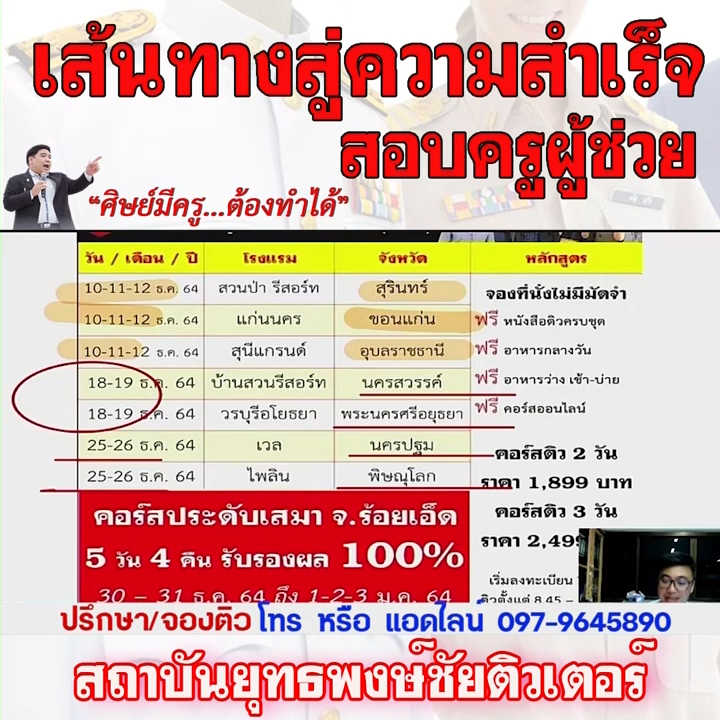 เส้นทางสู่ความสำเร็จ
สอบครูผู้ช่วย
“ศิษย์มีครู...ต้องทำได้”
วัน / เดือน / ปี โรงแรม จังหวัด หลักสูตร
10-11-12 ธ.ค. 64 สวนป่า รีสอร์ท สุรินทร์ จองที่นั่งไม่มีมัดจำ
10-11-12 ธ.ค. 64 แก่นนคร ขอนแก่น ฟรี หนังสือติวครบชุด
10-11-12 ธ.ค. 64 สุนีแกรนด์ อุบลราชธานี ฟรี อาหารกลางวัน
18-19 ธ.ค. 64 บ้านสวนรีสอร์ท นครสวรรค์ ฟรี อาหารว่าง เช้า-บ่าย
18-19 ธ.ค. 64 วรบุรีอโยธยา พระนครศรีอยุธยา ฟรี คอร์สออนไลน์
25-26 ธ.ค. 64 เวล นครปฐม คอร์สติว 2 วัน
25-26 ธ.ค. 64 ไพลิน พิษณุโลก ราคา 1,899 บาท
คอร์สประดับเสมา จ.ร้อยเอ็ด คอร์สติว 3 วัน
5 วัน 4 คืน รับรองผล 100% ราคา 2,499
30 – 31 ธ.ค. 64 ถึง 1-2-3 ม.ค. 64 เริ่มลงทะเบียน
ติวตั้งแต่ 8.45 –
ปรึกษา/จองติว โทร หรือ แอดไลน์ 097-9645890
สถาบันยุทธพงษ์ชัยติวเตอร์